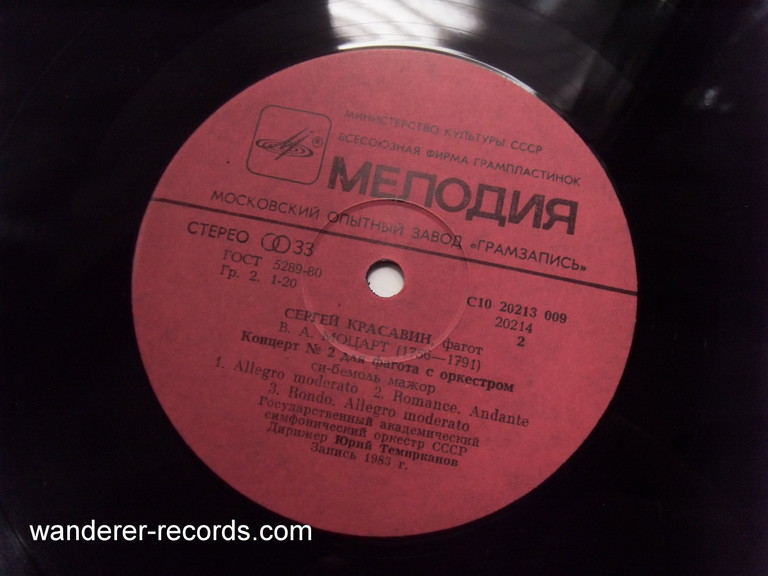 МИНИСТЕРСТВО КУЛЬТУРЫ СССР
ВСЕСОЮЗНАЯ ФИРМА ГРАМПЛАСТИНОК
МЕЛОДИЯ
МОСКОВСКИЙ ОПЫТНЫЙ ЗАВОД «ГРАМЗАПИСЬ»
СТЕРЕО 33
ГОСТ 5289-80
Гр. 2. 1-20
С10 20213 009
20214
2
СЕРГЕЙ КРАСАВИН, фагот
В. А. МОЦАРТ (1756—1791)
Концерт № 2 для фагота с оркестром
си-бемоль мажор
1. Allegro moderato 2. Romance. Andante
3. Rondo. Allegro moderato
Государственный академический
симфонический оркестр СССР
Дирижер Юрий Темирканов
Запись 1983 г.
wanderer-records.com